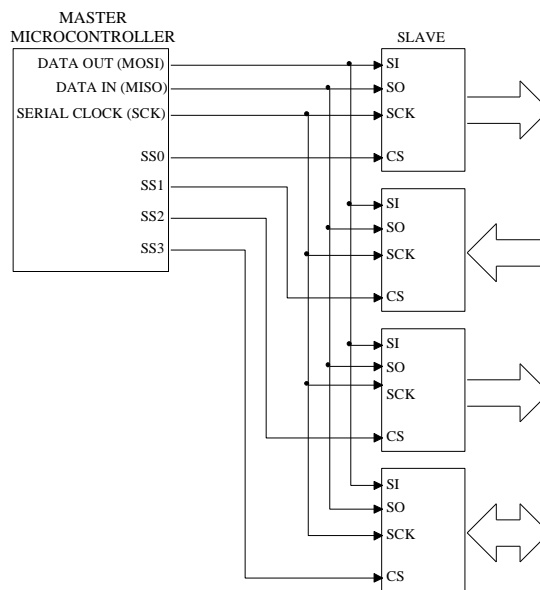 MASTER
MICROCONTROLLER
SLAVE
DATA OUT (MOSI)
DATA IN (MISO)
SERIAL CLOCK (SCK)
SS0
SS1
SS2
SS3
SI
SO
SCK
CS
SI
SO
SCK
CS
SI
SO
SCK
CS
SI
SO
SCK
CS